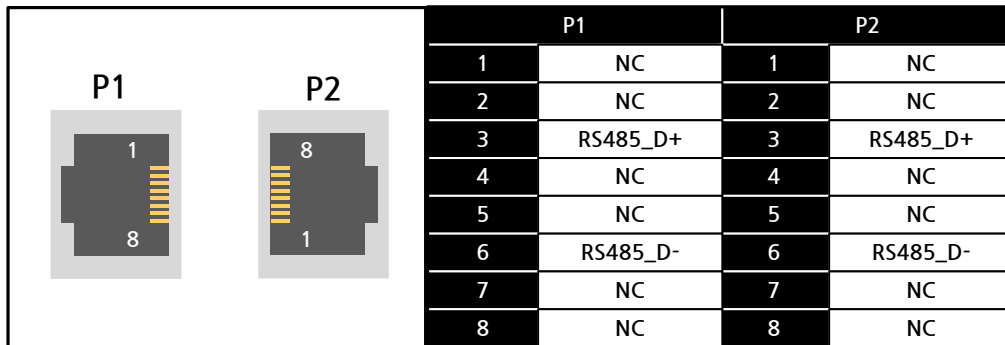 P1 P2
1 8
8 1
P1 P2
1 NC 1 NC
2 NC 2 NC
3 RS485_D+ 3 RS485_D+
4 NC 4 NC
5 NC 5 NC
6 RS485_D- 6 RS485_D-
7 NC 7 NC
8 NC 8 NC